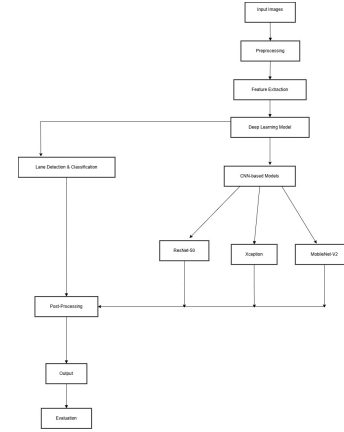 Input Images
Preprocessing
Feature Extraction
Deep Learning Model
Lane Detection & Classification
CNN-based Models
ResNet-50
Xception
MobileNet-V2
Post-Processing
Output
Evaluation